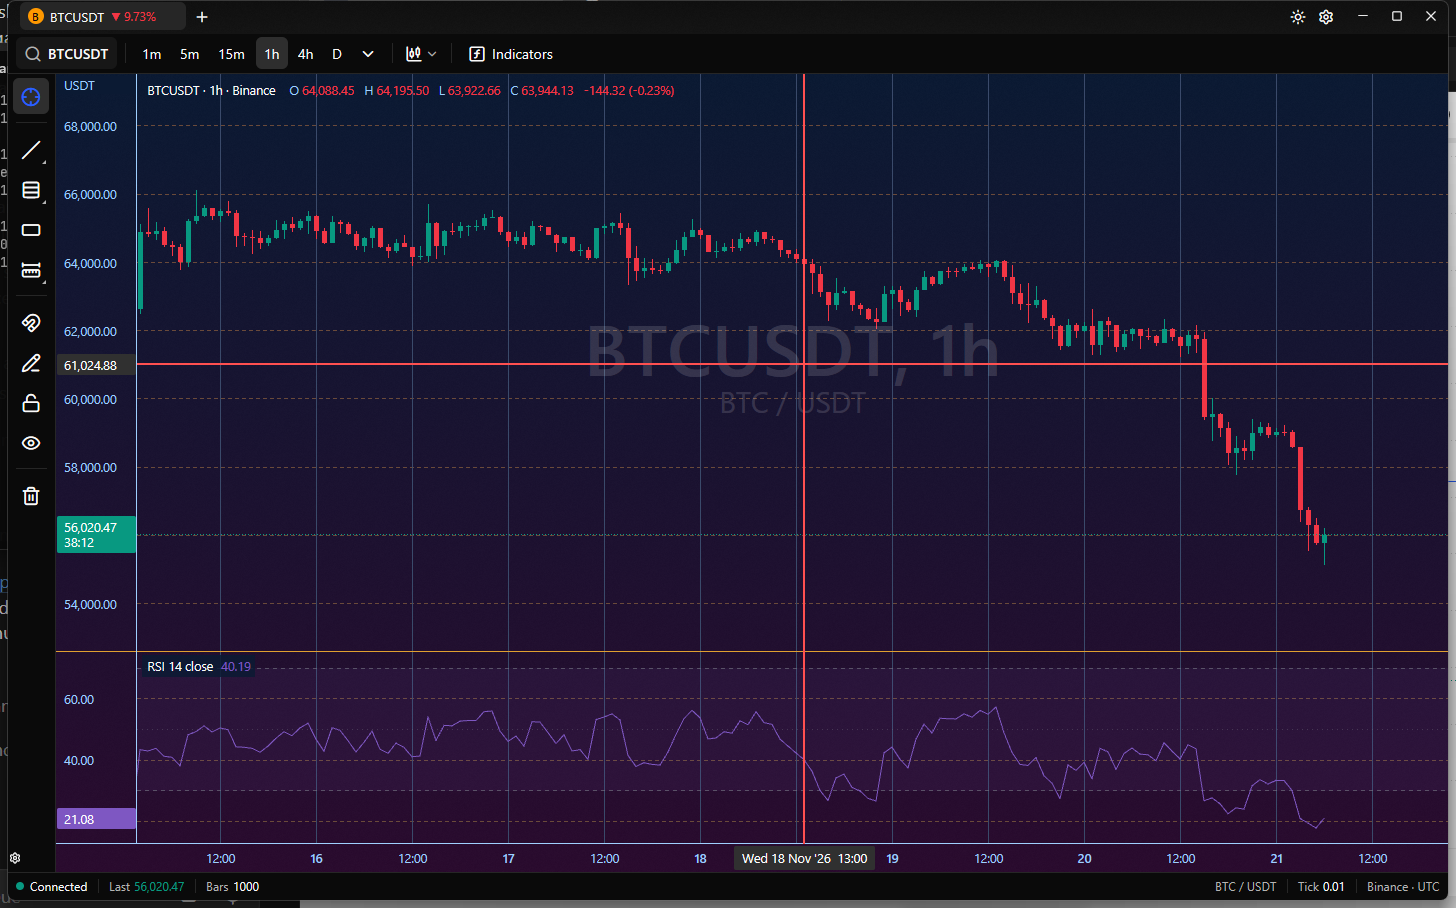 BTCUSDT ▼ 9.73%
BTCUSDT 1m 5m 15m 1h 4h D Indicators
USDT
BTCUSDT · 1h · Binance O 64,088.45 H 64,195.50 L 63,922.66 C 63,944.13 -144.32 (-0.23%)
68,000.00
66,000.00
64,000.00
62,000.00
BTCUSDT, 1h
61,024.88
60,000.00
BTC / USDT
58,000.00
56,020.47
38:12
54,000.00
RSI 14 close 40.19
60.00
40.00
21.08
12:00 16 12:00 17 12:00 18 Wed 18 Nov '26 13:00 19 12:00 20 12:00 21 12:00
Connected Last 56,020.47 Bars 1000 BTC / USDT Tick 0.01 Binance · UTC